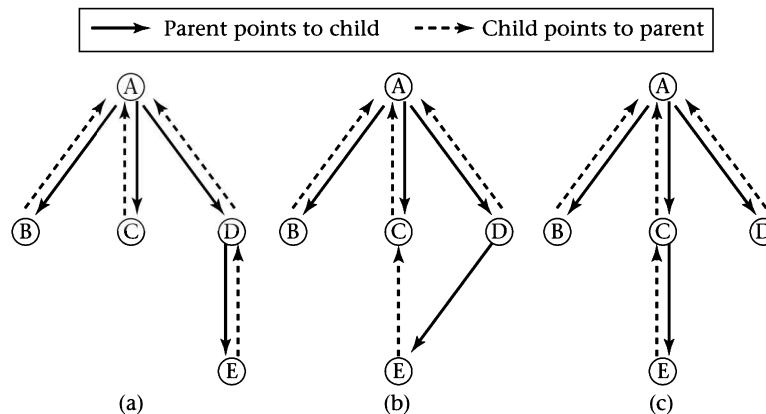 Parent points to child Child points to parent
A A A
B C D B C D B C D
E E E
(a) (b) (c)